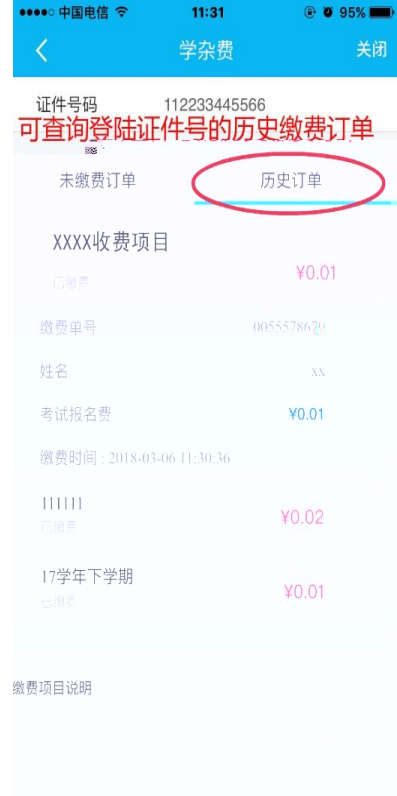 中国电信 11:31 95%
学杂费 关闭
证件号码 112233445566
可查询登陆证件号的历史缴费订单
未缴费订单 历史订单
XXXX收费项目
已缴费 ¥0.01
缴费单号 0055578620
姓名 xx
考试报名费 ¥0.01
缴费时间 : 2018-03-06 11:30:36
111111
已缴费 ¥0.02
17学年下学期
已缴费 ¥0.01
缴费项目说明